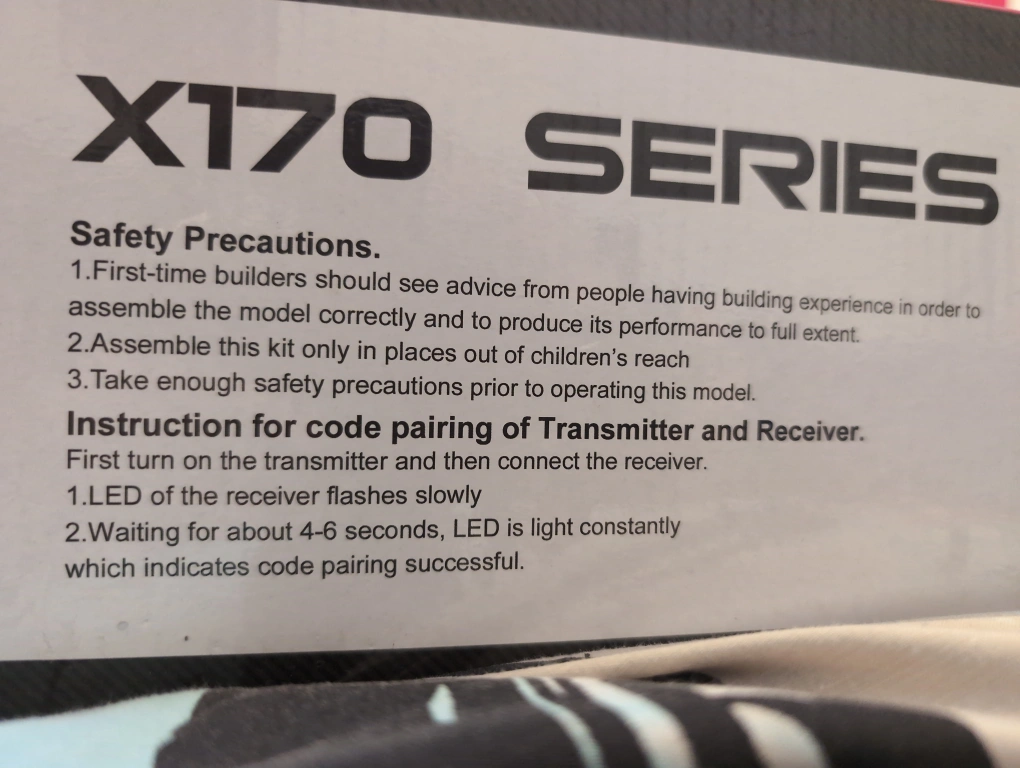 X170 SERIES
Safety Precautions.
1.First-time builders should see advice from people having building experience in order to
assemble the model correctly and to produce its performance to full extent.
2.Assemble this kit only in places out of children's reach
3.Take enough safety precautions prior to operating this model.
Instruction for code pairing of Transmitter and Receiver.
First turn on the transmitter and then connect the receiver.
1.LED of the receiver flashes slowly
2.Waiting for about 4-6 seconds, LED is light constantly
which indicates code pairing successful.